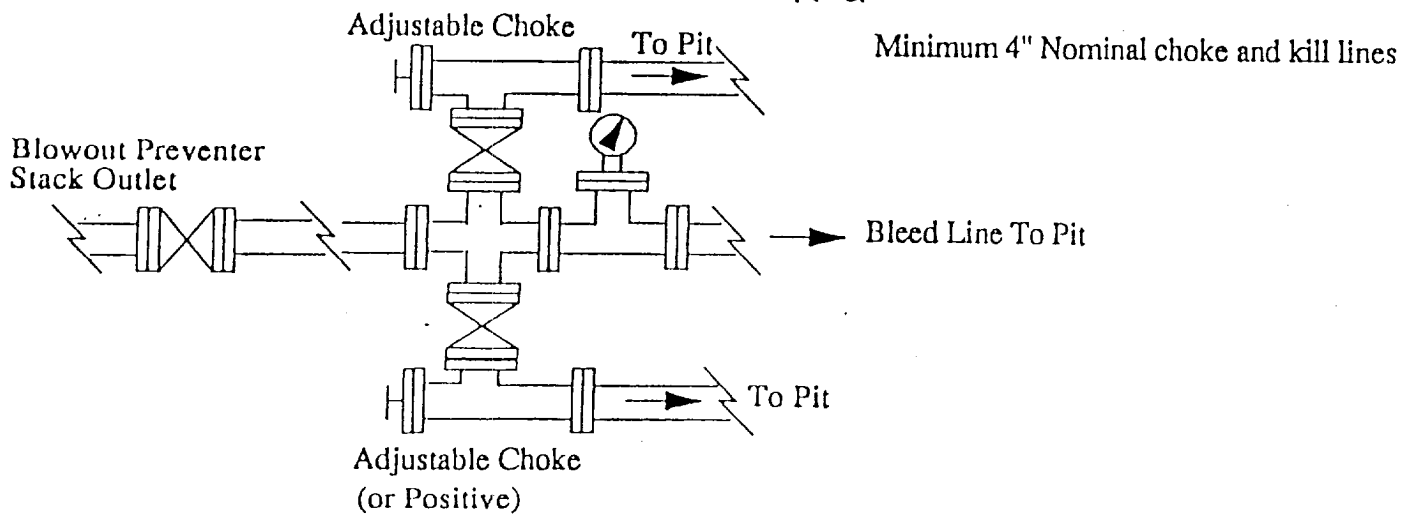 Adjustable Choke
To Pit
Minimum 4" Nominal choke and kill lines
Blowout Preventer
Stack Outlet
Bleed Line To Pit
To Pit
Adjustable Choke
(or Positive)